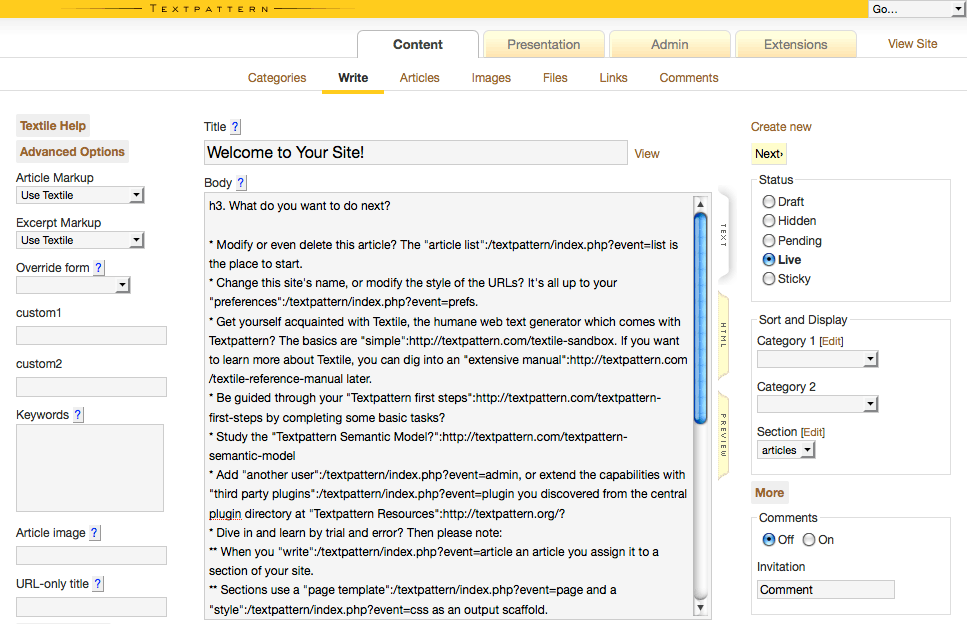 TEXTPATTERN
Go...
Content
Presentation
Admin
Extensions
View Site
Categories
Write
Articles
Images
Files
Links
Comments
Textile Help
Advanced Options
Article Markup
Use Textile
Excerpt Markup
Use Textile
Override form ?
custom1
custom2
Keywords ?
Article image ?
URL-only title ?
Title ?
Welcome to Your Site!
View
Body ?
h3. What do you want to do next?
* Modify or even delete this article? The "article list":/textpattern/index.php?event=list is
the place to start.
* Change this site's name, or modify the style of the URLs? It's all up to your
"preferences":/textpattern/index.php?event=prefs.
* Get yourself acquainted with Textile, the humane web text generator which comes with
Textpattern? The basics are "simple":http://textpattern.com/textile-sandbox. If you want
to learn more about Textile, you can dig into an "extensive manual":http://textpattern.com
/textile-reference-manual later.
* Be guided through your "Textpattern first steps":http://textpattern.com/textpattern-
first-steps by completing some basic tasks?
* Study the "Textpattern Semantic Model?":http://textpattern.com/textpattern-
semantic-model
* Add "another user":/textpattern/index.php?event=admin, or extend the capabilities with
"third party plugins":/textpattern/index.php?event=plugin you discovered from the central
plugin directory at "Textpattern Resources":http://textpattern.org/?
* Dive in and learn by trial and error? Then please note:
** When you "write":/textpattern/index.php?event=article an article you assign it to a
section of your site.
** Sections use a "page template":/textpattern/index.php?event=page and a
"style":/textpattern/index.php?event=css as an output scaffold.
TEXT
HTML
PREVIEW
Create new
Next›
Status
Draft
Hidden
Pending
Live
Sticky
Sort and Display
Category 1 [Edit]
Category 2
Section [Edit]
articles
More
Comments
Off On
Invitation
Comment